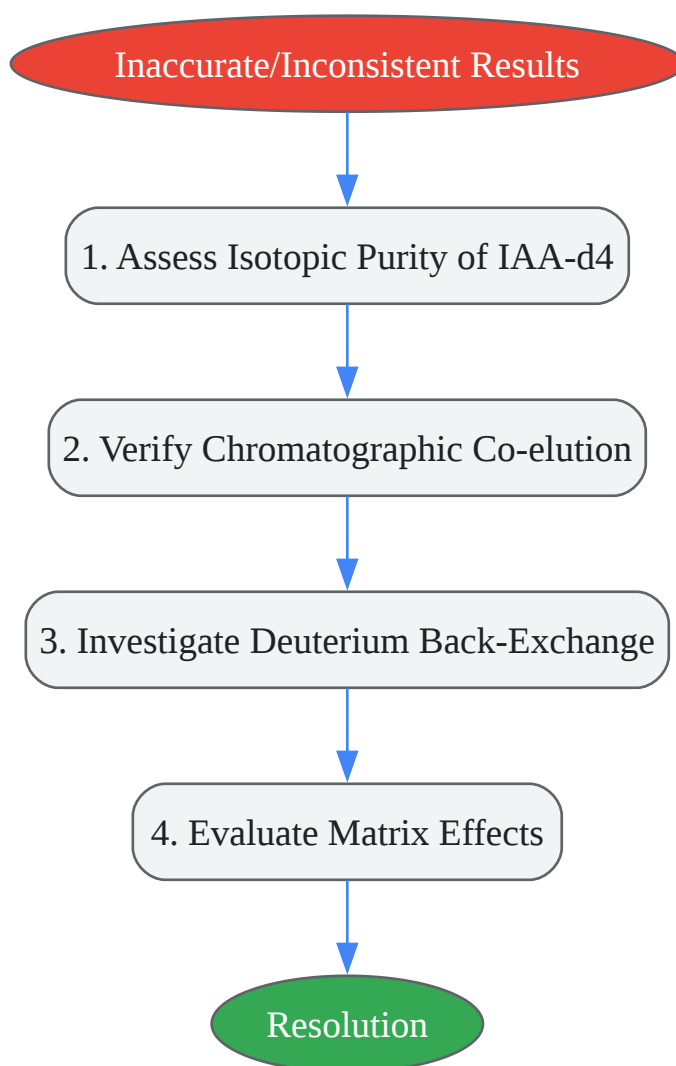 Inaccurate/Inconsistent Results
1. Assess Isotopic Purity of IAA-d4
2. Verify Chromatographic Co-elution
3. Investigate Deuterium Back-Exchange
4. Evaluate Matrix Effects
Resolution